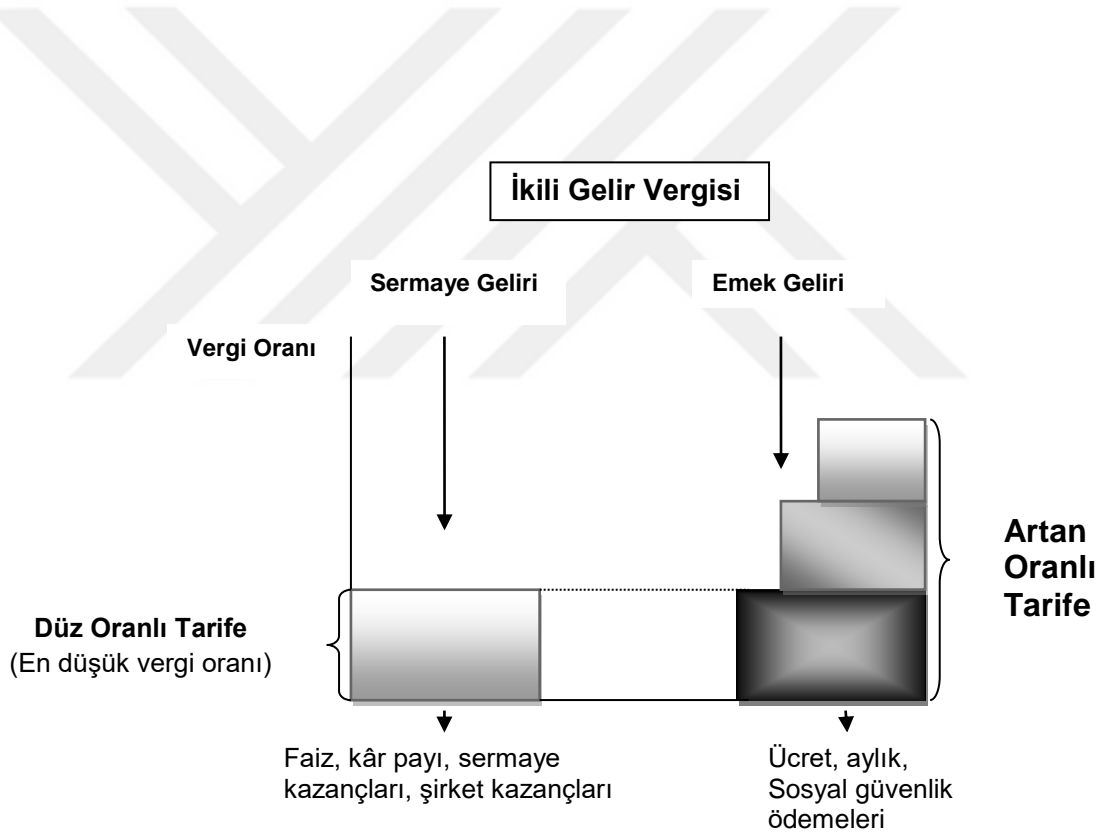 İkili Gelir Vergisi
Sermaye Geliri
Emek Geliri
Vergi Oranı
Artan
Oranlı
Tarife
Düz Oranlı Tarife
(En düşük vergi oranı)
Faiz, kâr payı, sermaye
kazançları, şirket kazançları
Ücret, aylık,
Sosyal güvenlik
ödemeleri